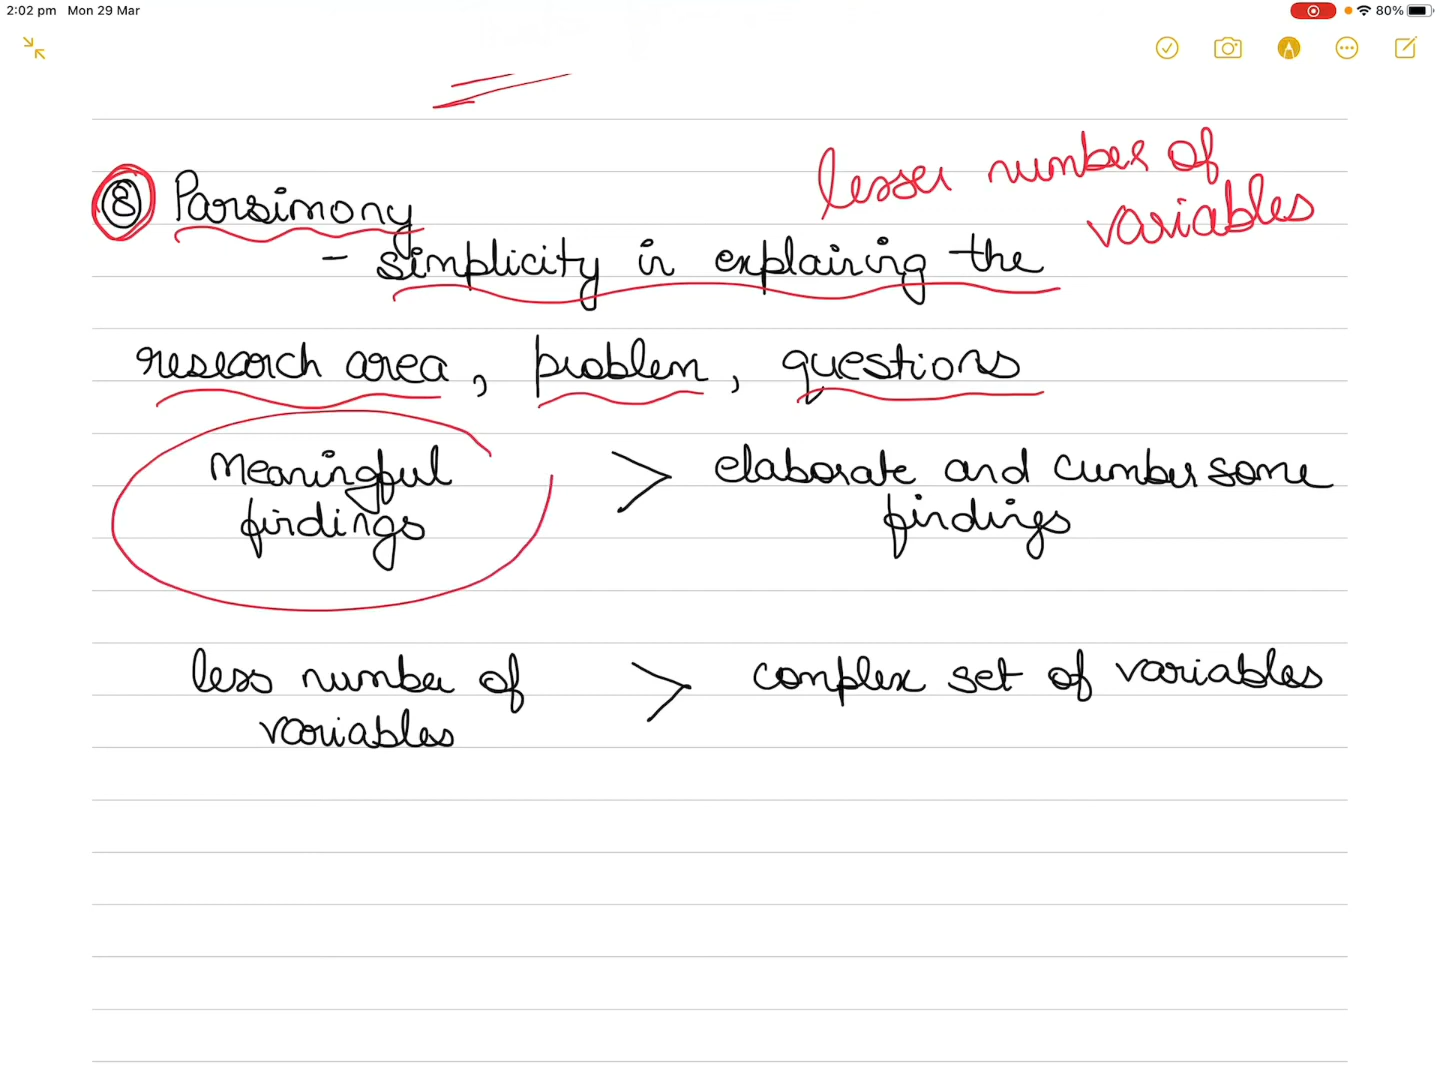 2:02 pm Mon 29 Mar 80%
lesser number of
variables
8 Parsimony
- simplicity in explaining the
research area, problem, questions
Meaningful > elaborate and cumbersome
findings findings
less number of > complex set of variables
variables